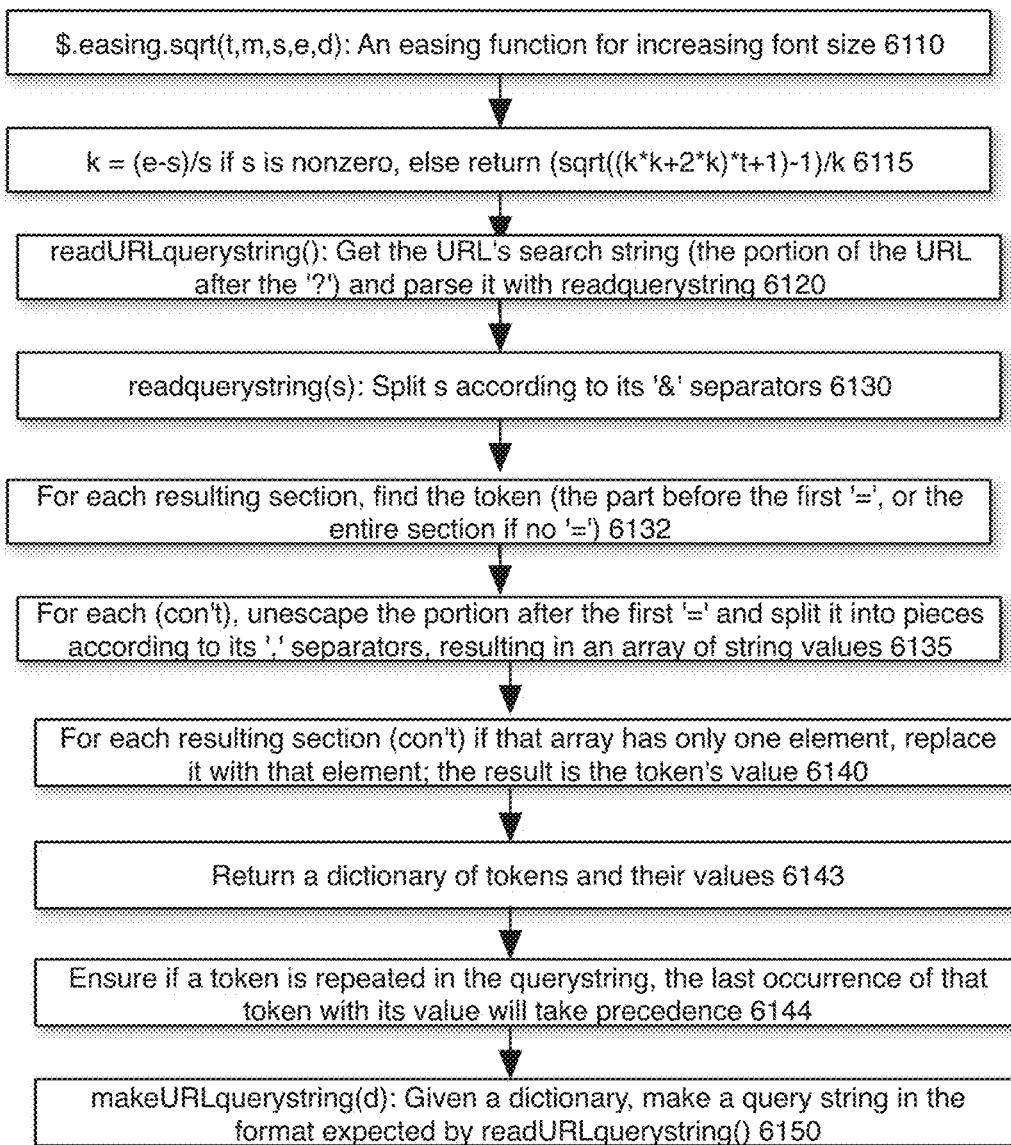 $.easing.sqrt(t,m,s,e,d): An easing function for increasing font size 6110
k = (e-s)/s if s is nonzero, else return (sqrt((k*k+2*k)*t+1)-1)/k 6115
readURLquerystring(): Get the URL's search string (the portion of the URL
after the '?') and parse it with readquerystring 6120
readquerystring(s): Split s according to its '&' separators 6130
For each resulting section, find the token (the part before the first '=', or the
entire section if no '=') 6132
For each (con't), unescape the portion after the first '=' and split it into pieces
according to its ',' separators, resulting in an array of string values 6135
For each resulting section (con't) if that array has only one element, replace
it with that element; the result is the token's value 6140
Return a dictionary of tokens and their values 6143
Ensure if a token is repeated in the querystring, the last occurrence of that
token with its value will take precedence 6144
makeURLquerystring(d): Given a dictionary, make a query string in the
format expected by readURLquerystring() 6150